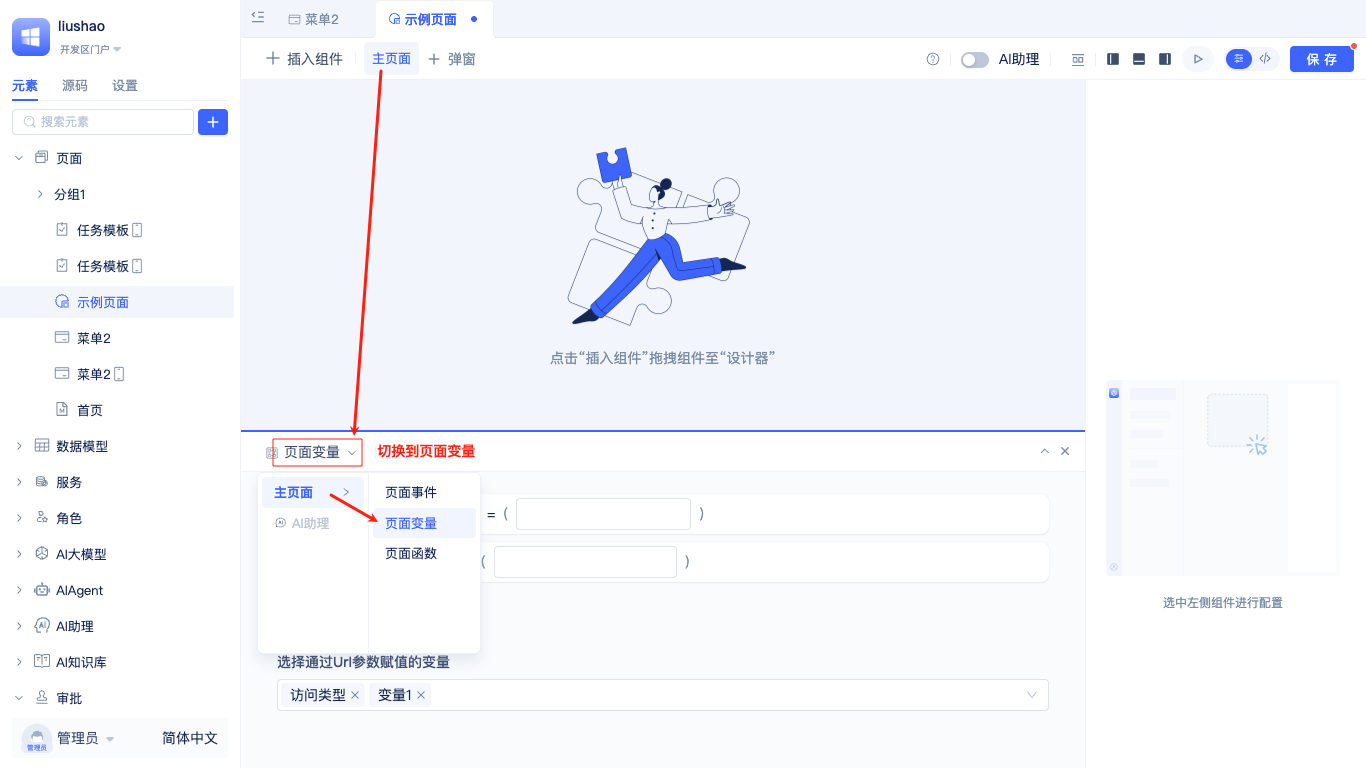 liushao
开发区门户
元素
源码
设置
搜索元素
页面
分组1
任务模板
任务模板
示例页面
菜单2
菜单2
首页
数据模型
服务
角色
AI大模型
AIAgent
AI助理
AI知识库
审批
管理员
管理员
简体中文
菜单2
示例页面
插入组件
主页面
弹窗
AI助理
保存
点击“插入组件”拖拽组件至“设计器”
页面变量
切换到页面变量
主页面
AI助理
页面事件
页面变量
页面函数
= (
)
(
)
选择通过Url参数赋值的变量
访问类型
变量1
选中左侧组件进行配置